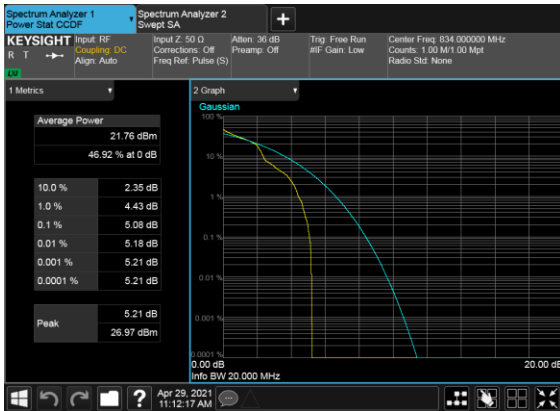 Spectrum Analyzer 1
Power Stat CCDF
Spectrum Analyzer 2
Swept SA
KEYSIGHT
R T
LXI
Input: RF
Coupling: DC
Align: Auto
Input Z: 50 Ω
Corrections: Off
Freq Ref: Pulse (S)
Atten: 36 dB
Preamp: Off
Trig: Free Run
#IF Gain: Low
Center Freq: 834.000000 MHz
Counts: 1.00 M/1.00 Mpt
Radio Std: None
1 Metrics
Average Power
21.76 dBm
46.92 % at 0 dB
10.0 % 2.35 dB
1.0 % 4.43 dB
0.1 % 5.08 dB
0.01 % 5.18 dB
0.001 % 5.21 dB
0.0001 % 5.21 dB
Peak
5.21 dB
26.97 dBm
2 Graph
Gaussian
100 %
10 %
1 %
0.1 %
0.01 %
0.001 %
0.0001 %
0.00 dB
20.00 dB
Info BW 20.000 MHz
?
Apr 29, 2021
11:12:17 AM